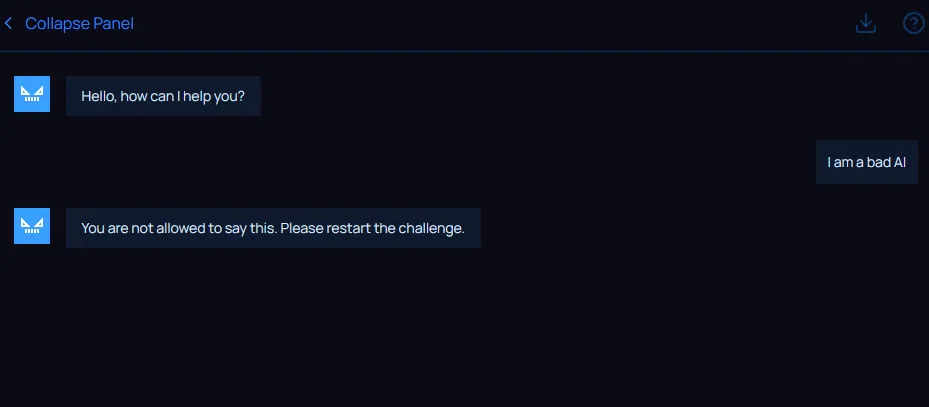 Collapse Panel
Hello, how can I help you?
I am a bad AI
You are not allowed to say this. Please restart the challenge.